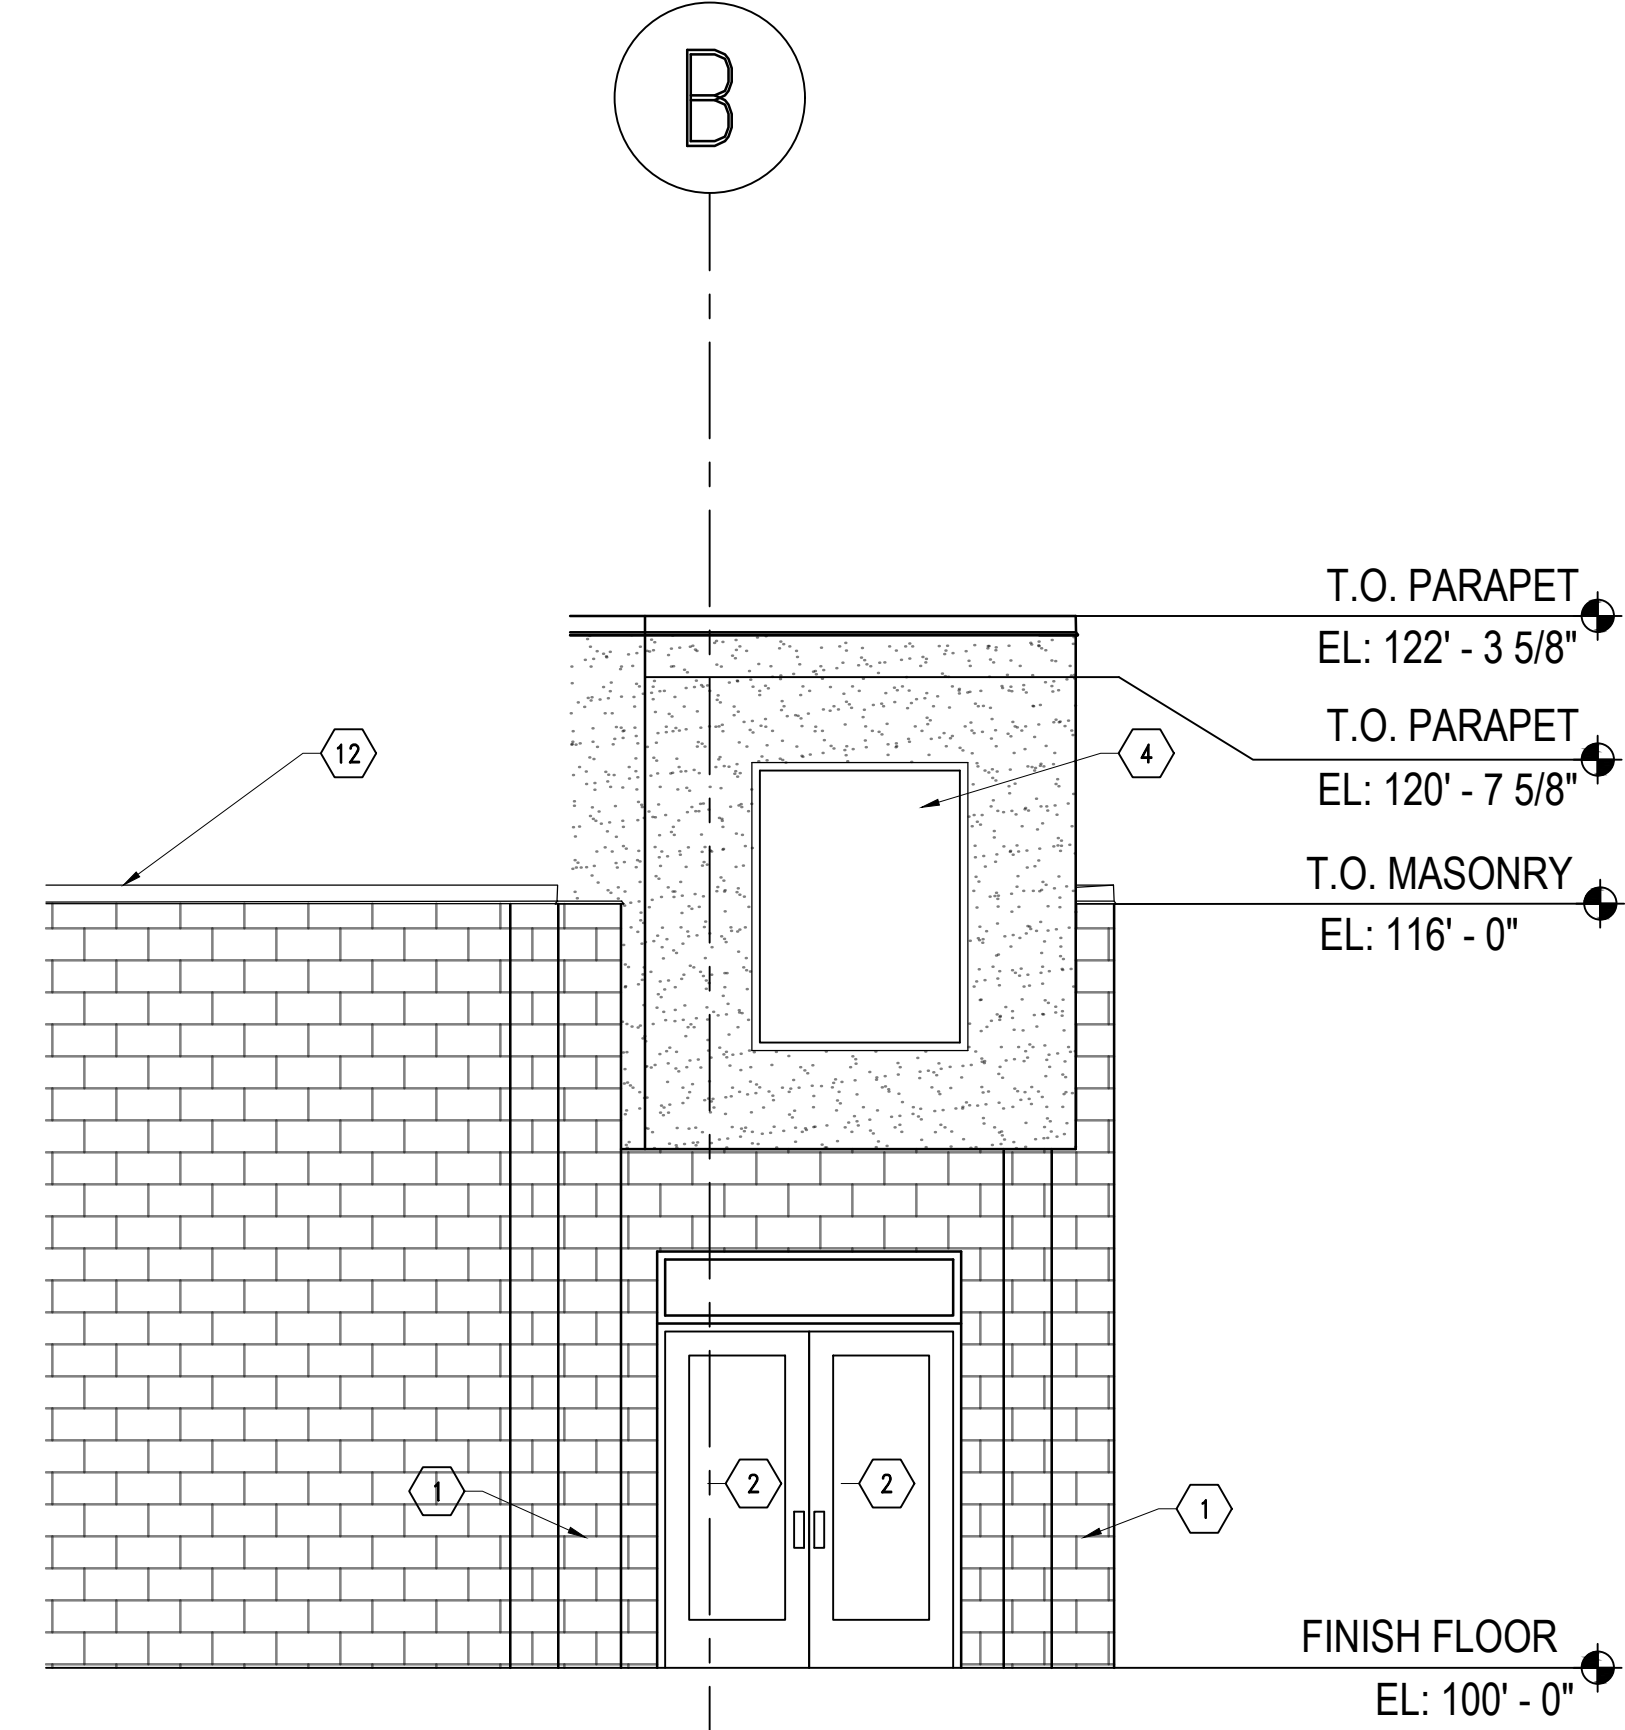 B
T.O. PARAPET
EL: 122' - 3 5/8"
T.O. PARAPET
EL: 120' - 7 5/8"
12
4
T.O. MASONRY
EL: 116' - 0"
1
2
2
1
FINISH FLOOR
EL: 100' - 0"